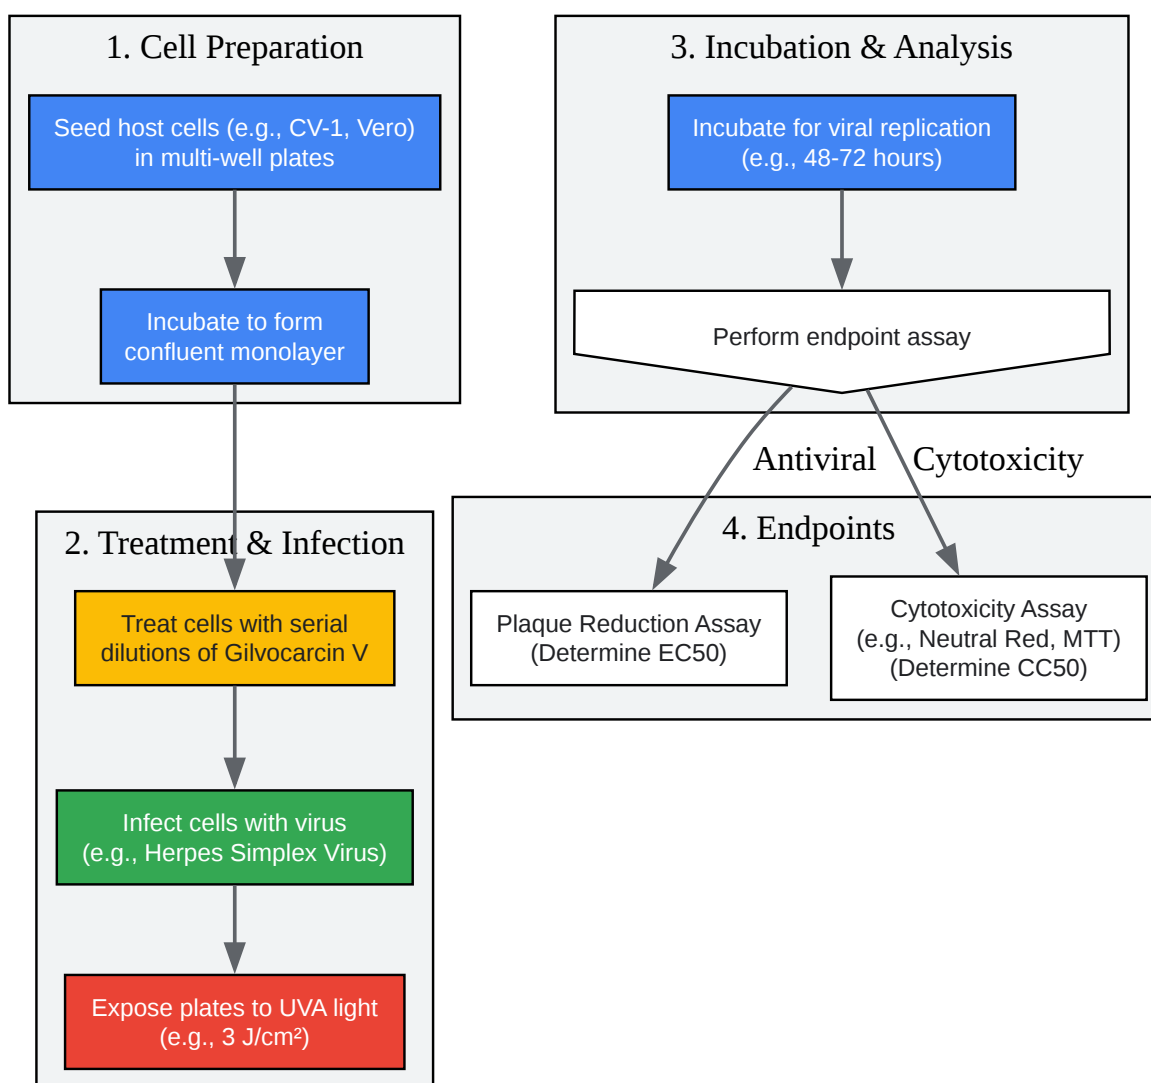 1. Cell Preparation
Seed host cells (e.g., CV-1, Vero)
in multi-well plates
Incubate to form
confluent monolayer
2. Treatment & Infection
Treat cells with serial
dilutions of Gilvocarcin V
Infect cells with virus
(e.g., Herpes Simplex Virus)
Expose plates to UVA light
(e.g., 3 J/cm²)
3. Incubation & Analysis
Incubate for viral replication
(e.g., 48-72 hours)
Perform endpoint assay
Antiviral
Cytotoxicity
4. Endpoints
Plaque Reduction Assay
(Determine EC50)
Cytotoxicity Assay
(e.g., Neutral Red, MTT)
(Determine CC50)